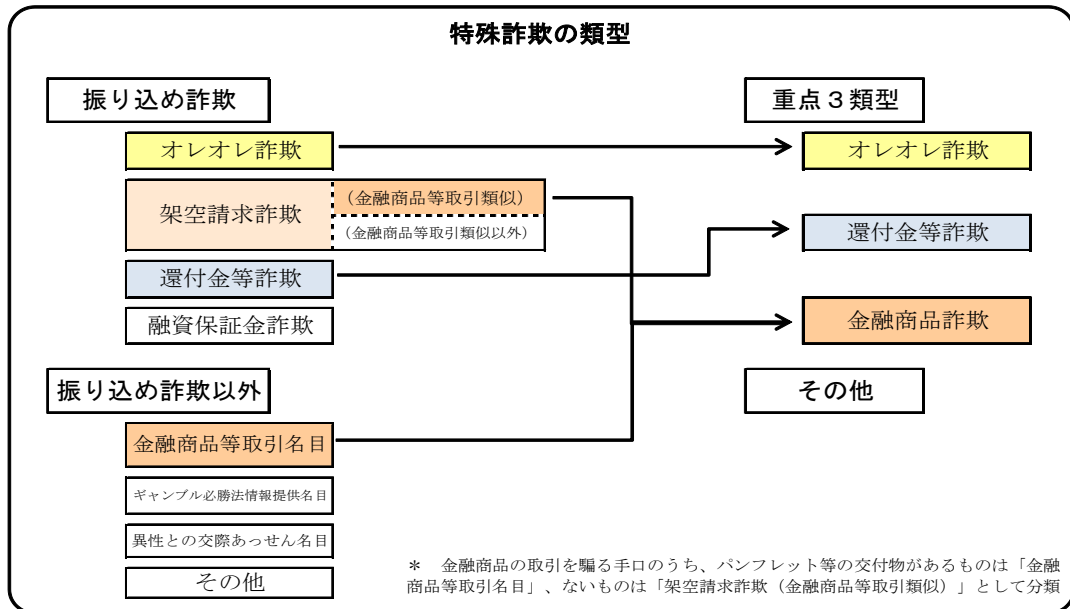 特殊詐欺の類型
振り込め詐欺
重点３類型
オレオレ詐欺
オレオレ詐欺
架空請求詐欺
（金融商品等取引類似）
（金融商品等取引類似以外）
還付金等詐欺
還付金等詐欺
融資保証金詐欺
金融商品詐欺
振り込め詐欺以外
その他
金融商品等取引名目
ギャンブル必勝法情報提供名目
異性との交際あっせん名目
その他
＊　金融商品の取引を騙る手口のうち、パンフレット等の交付物があるものは「金融
商品等取引名目」、ないものは「架空請求詐欺（金融商品等取引類似）」として分類